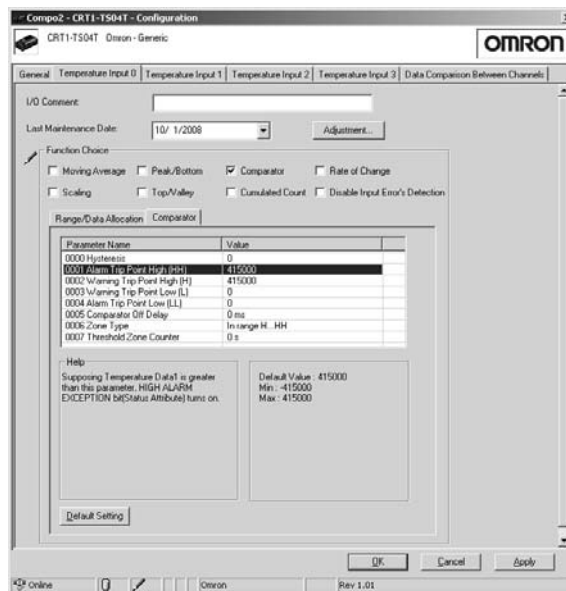 Compo2 - CRT1-TS04T - Configuration
CRT1-TS04T Omron - Generic
OMRON
General Temperature Input 0 Temperature Input 1 Temperature Input 2 Temperature Input 3 Data Comparison Between Channels
I/O Comment:
Last Maintenance Date: 10/ 1/2008 Adjustment...
Function Choice
Moving Average Peak/Bottom Comparator Rate of Change
Scaling Top/Valley Cumulated Count Disable Input Error's Detection
Range/Data Allocation Comparator
Parameter Name Value
0000 Hysteresis 0
0001 Alarm Trip Point High (HH) 415000
0002 Warning Trip Point High (H) 415000
0003 Warning Trip Point Low (L) 0
0004 Alarm Trip Point Low (LL) 0
0005 Comparator Off Delay 0 ms
0006 Zone Type In range H...HH
0007 Threshold Zone Counter 0 s
Help
Supposing Temperature Data1 is greater
than this parameter, HIGH ALARM
EXCEPTION bit(Status Attribute) turns on.
Default Value : 415000
Min : -415000
Max : 415000
Default Setting
OK Cancel Apply
Online Omron Rev 1.01